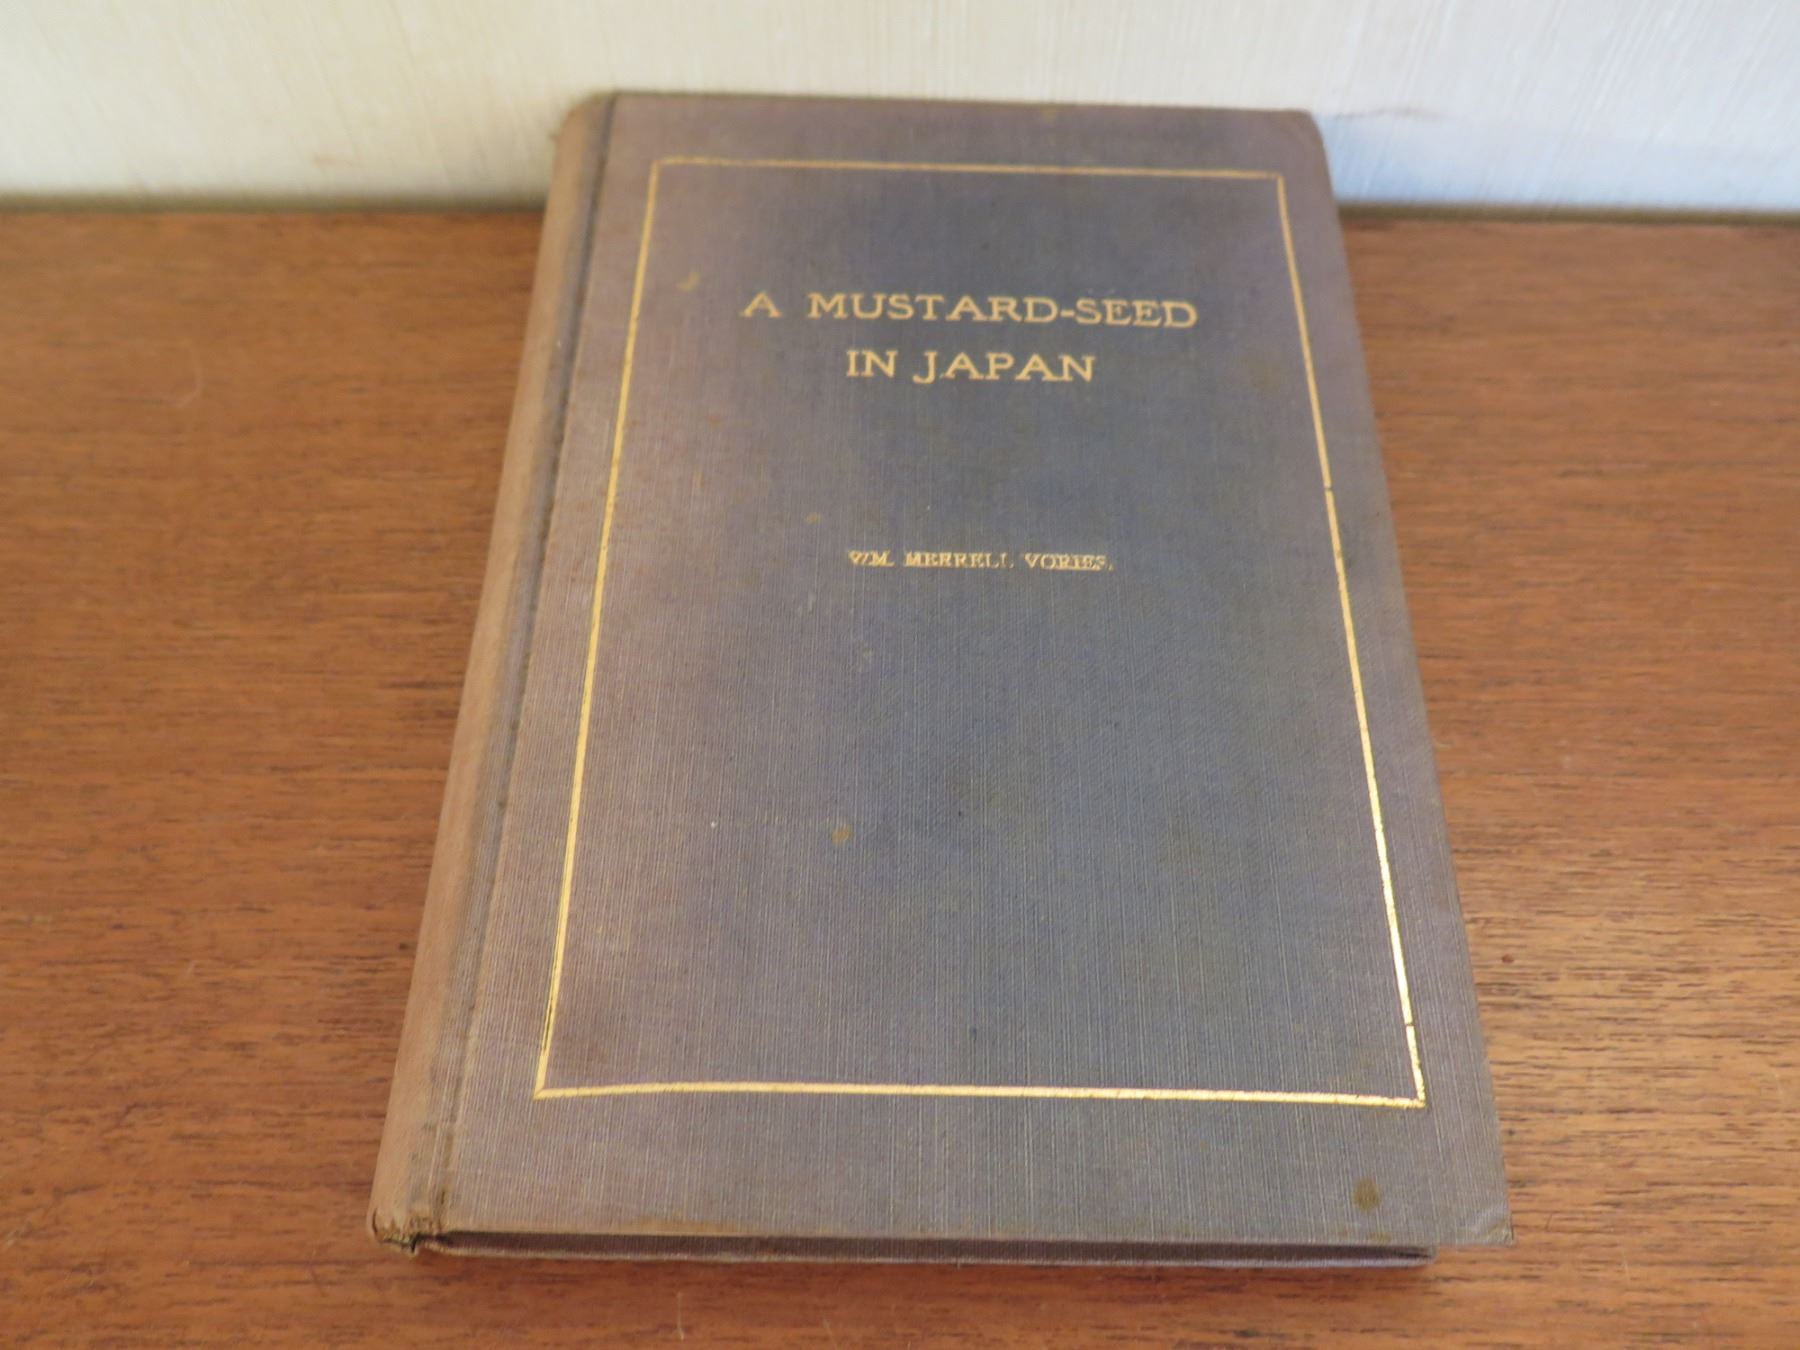 A MUSTARD-SEED
IN JAPAN
WM. MERRELL VORIES.